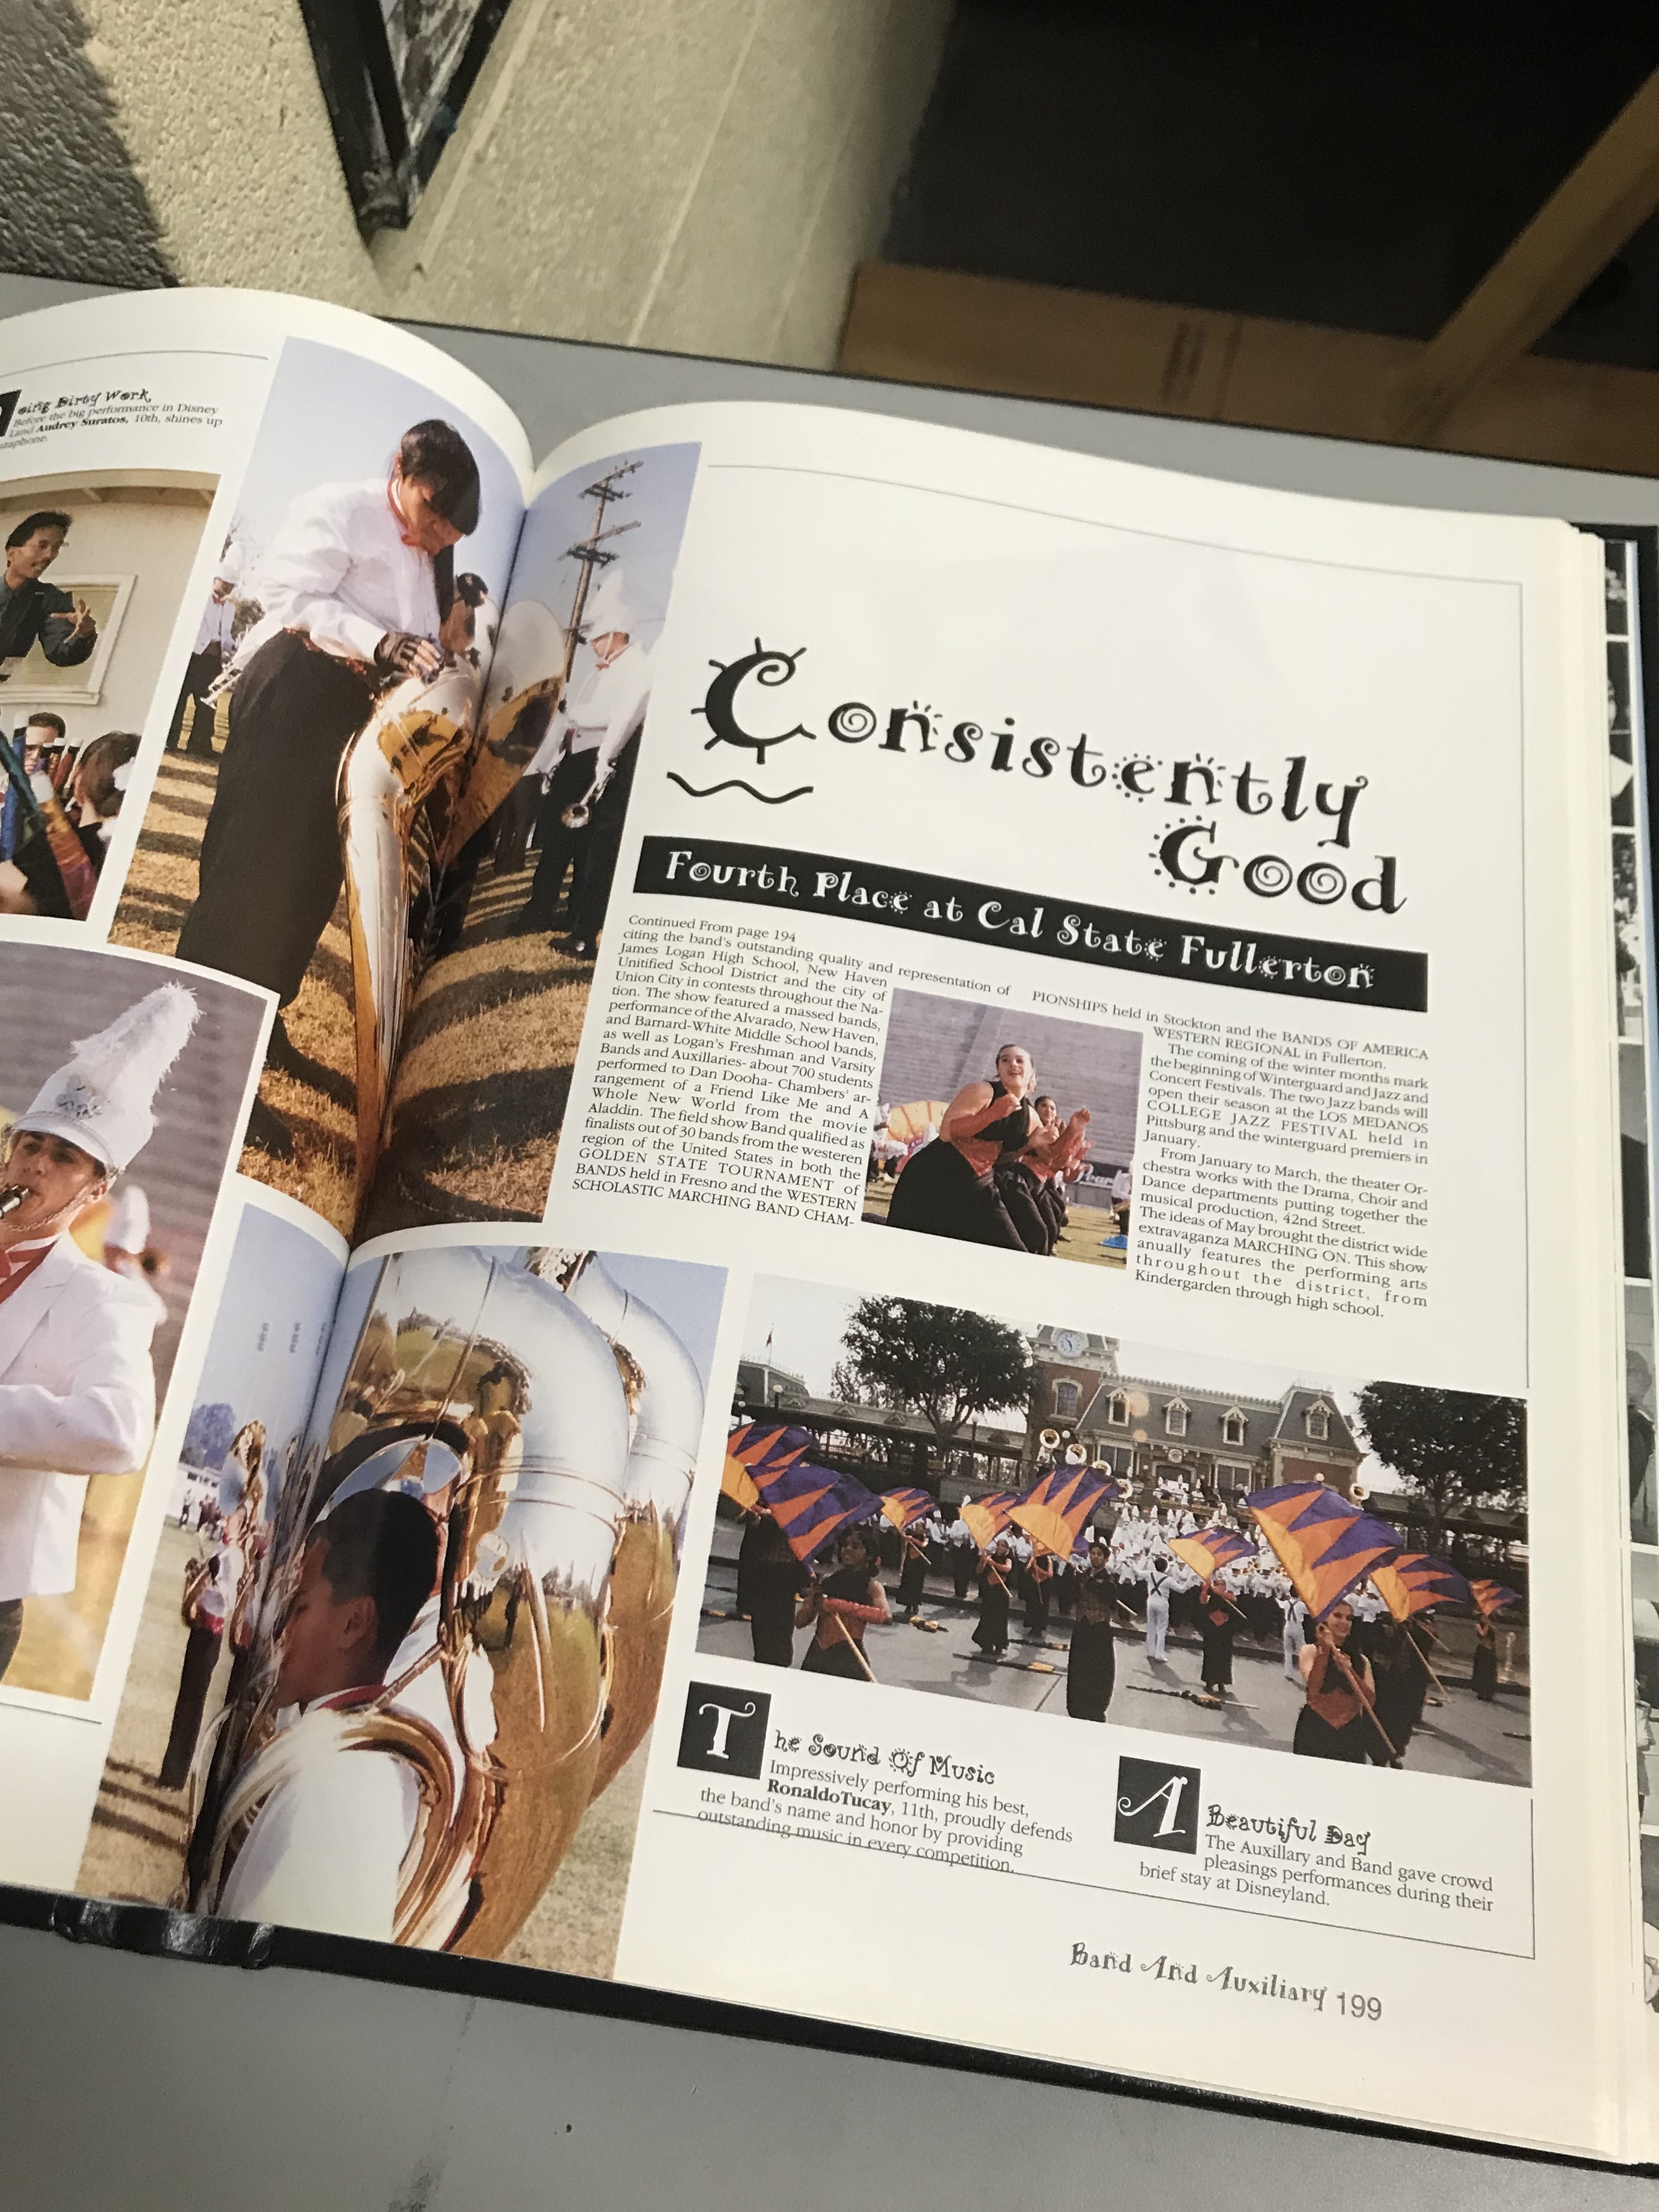 oing Dirty Work
Before the big performance in Disney
Land Audrey Suratos, 10th, shines up
Consistently
Good
Fourth Place at Cal State Fullerton
Continued From page 194
citing the band's outstanding quality and representation of
James Logan High School, New Haven
Unitified School District and the city of
Union City in contests throughout the Na-
tion. The show featured a massed bands,
performance of the Alvarado, New Haven,
and Barnard-White Middle School bands,
as well as Logan's Freshman and Varsity
Bands and Auxillaries- about 700 students
performed to Dan Dooha- Chambers' ar-
rangement of a Friend Like Me and A
Whole New World from the movie
Aladdin. The field show Band qualified as
finalists out of 30 bands from the westeren
region of the United States in both the
GOLDEN STATE TOURNAMENT of
BANDS held in Fresno and the WESTERN
SCHOLASTIC MARCHING BAND CHAM-
PIONSHIPS held in Stockton and the BANDS OF AMERICA
WESTERN REGIONAL in Fullerton.
The coming of the winter months mark
the beginning of Winterguard and Jazz and
Concert Festivals. The two Jazz bands will
open their season at the LOS MEDANOS
COLLEGE JAZZ FESTIVAL held in
Pittsburg and the winterguard premiers in
January.
From January to March, the theater Or-
chestra works with the Drama, Choir and
Dance departments putting together the
musical production, 42nd Street.
The ideas of May brought the district wide
extravaganza MARCHING ON. This show
anually features the performing arts
throughout the district, from
Kindergarden through high school.
The Sound Of Music
Impressively performing his best,
RonaldoTucay, 11th, proudly defends
the band's name and honor by providing
outstanding music in every competition.
A Beautiful Day
The Auxillary and Band gave crowd
pleasings performances during their
brief stay at Disneyland.
Band And Auxiliary 199